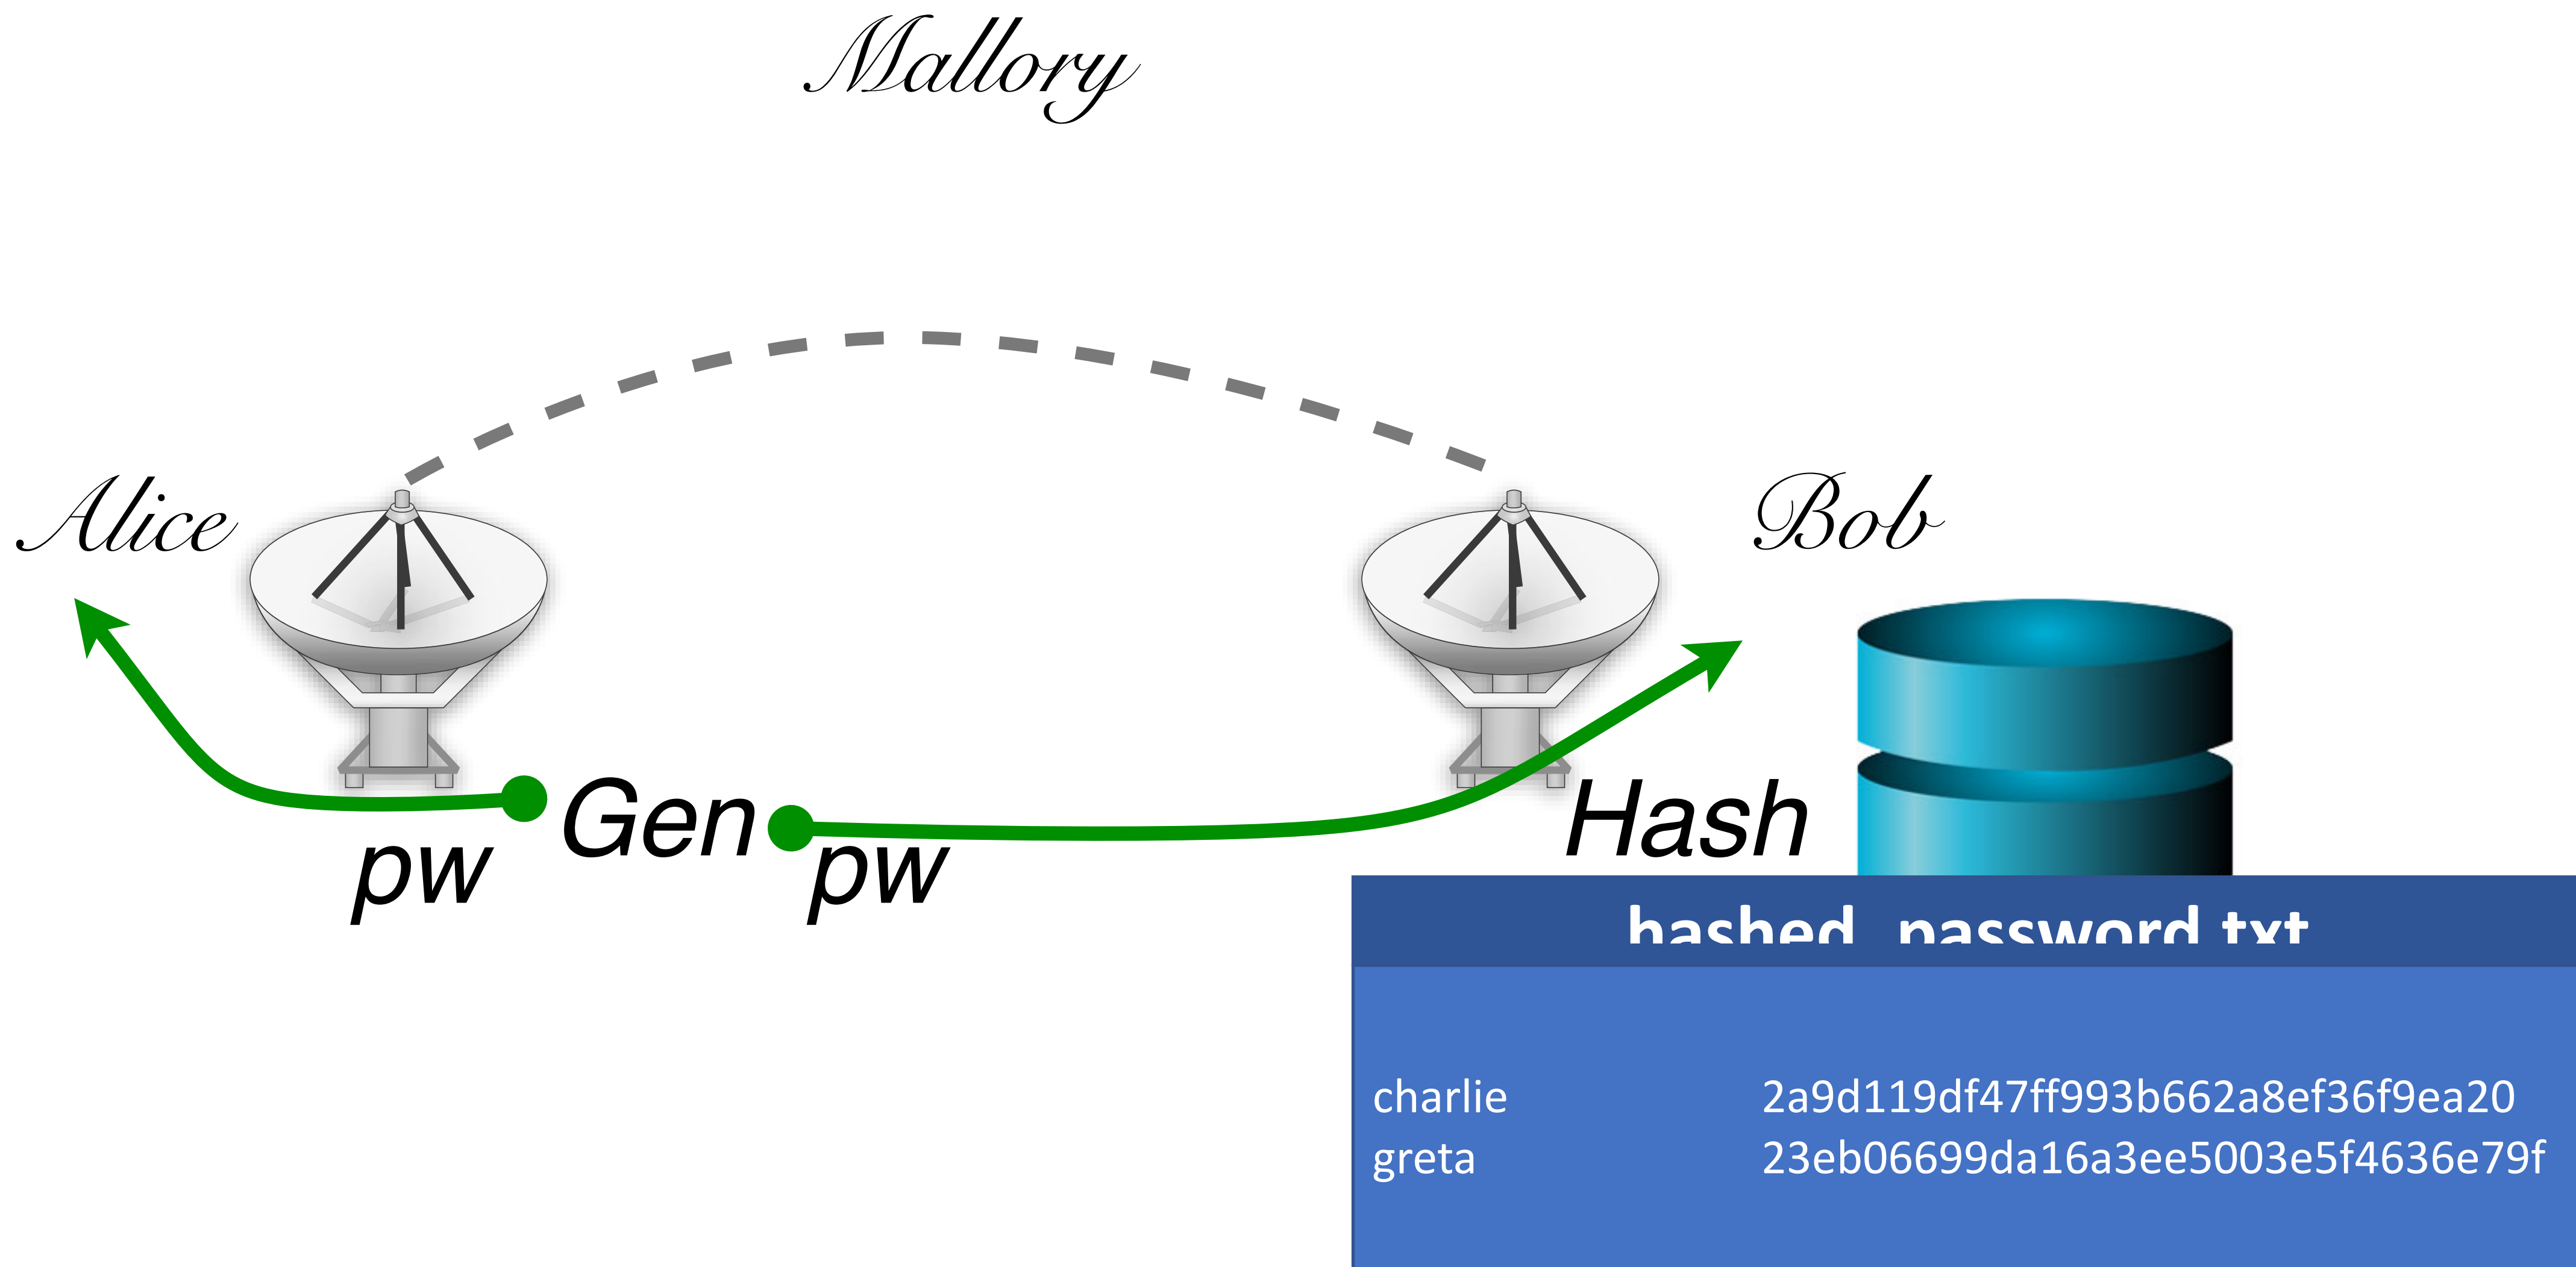 Mallory
Alice
Bob
Gen
Hash
pw
pw
hashed_password.txt
charlie 2a9d119df47ff993b662a8ef36f9ea20
greta 23eb06699da16a3ee5003e5f4636e79f